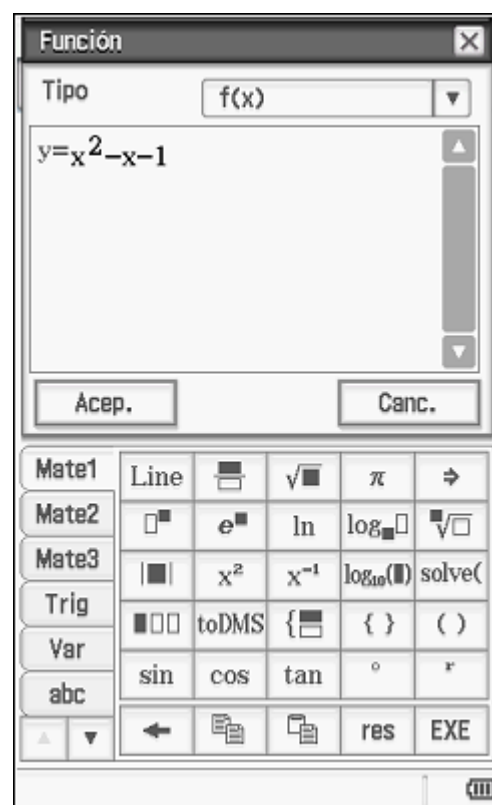 Función
Tipo f(x)
y=x²-x-1
Acep. Canc.
Mate1 Line √■ π ⇒
Mate2 □■ e■ ln log■□ ■√□
Mate3 |■| x² x⁻¹ log₁₀(■) solve(
Trig ■□□ toDMS { { } ( )
Var sin cos tan ° r
abc
← res EXE